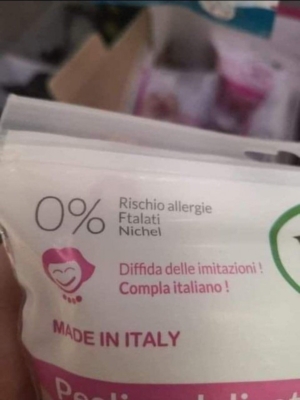 0%
Rischio allergie
Ftalati
Nichel
Diffida delle imitazioni!
Compla italiano!
MADE IN ITALY